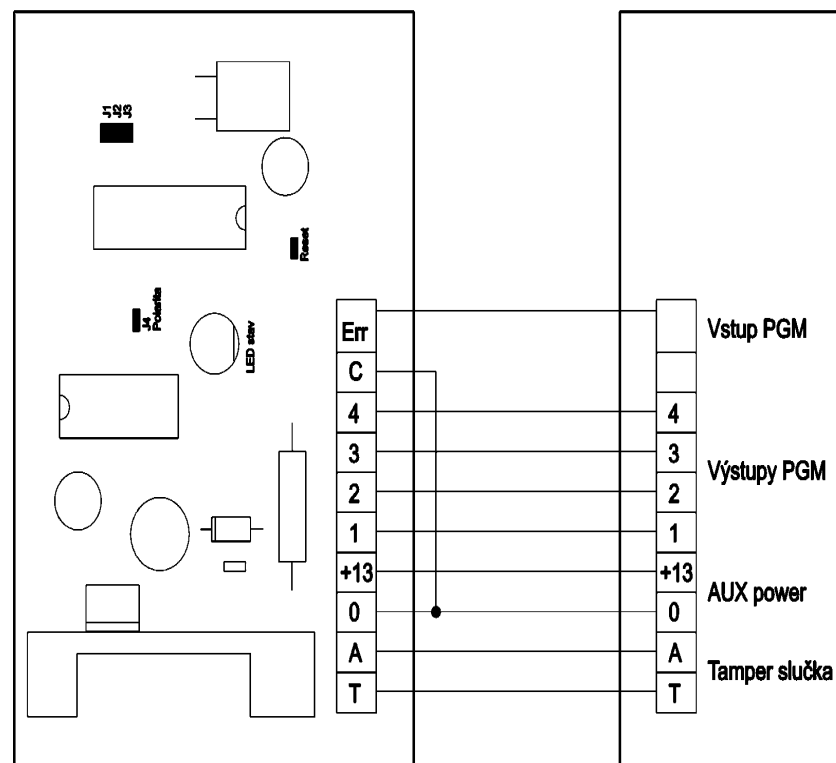 J1
J2
J3
Reset
J4
Polarita
LED stav
Err
C
4
3
2
1
+13
0
A
T
4
3
2
1
+13
0
A
T
Vstup PGM
Výstupy PGM
AUX power
Tamper slučka